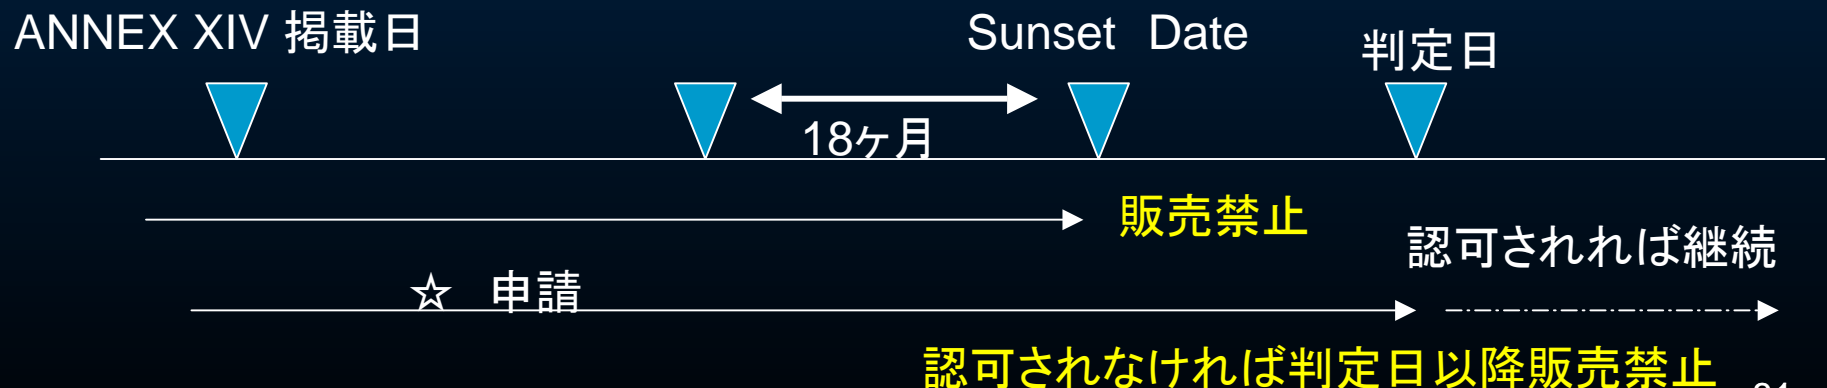 ANNEX XIV 掲載日
Sunset Date
判定日
18ヶ月
販売禁止
認可されれば継続
☆ 申請
認可されなければ判定日以降販売禁止